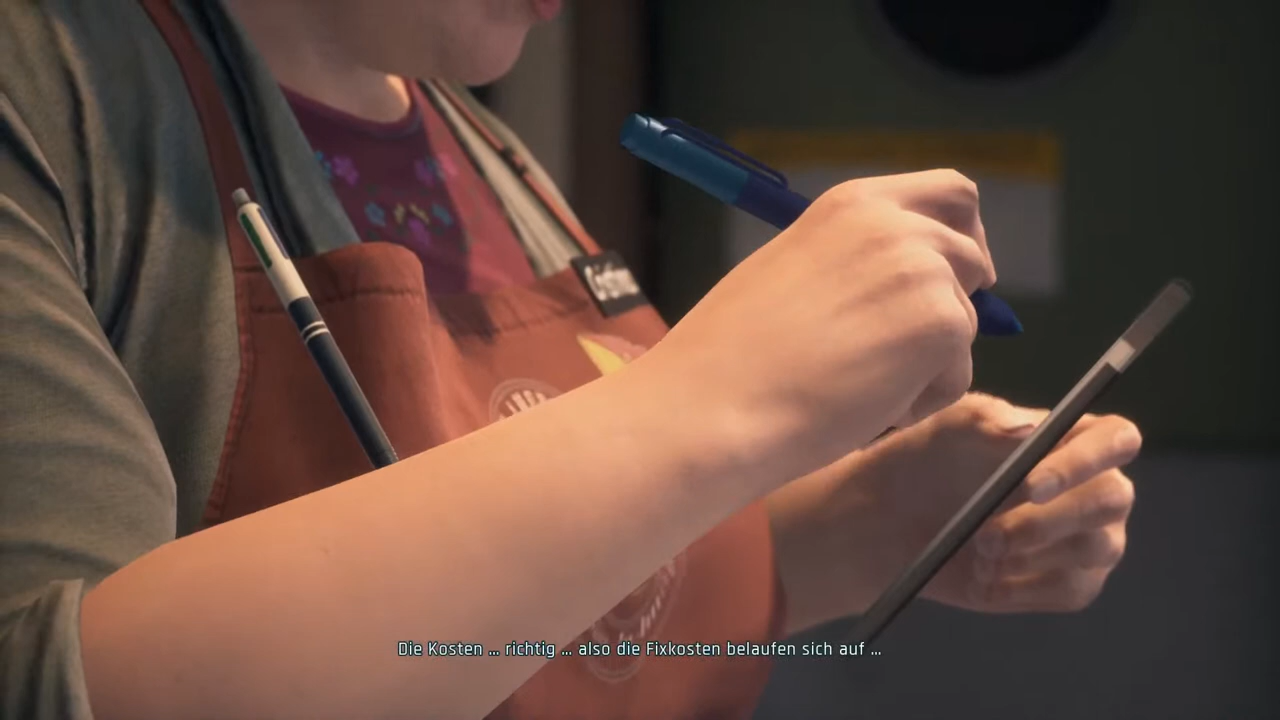 Die Kosten ... richtig ... also die Fixkosten belaufen sich auf ...